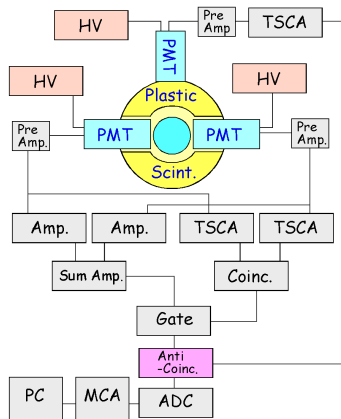 HV
Pre
Amp
TSCA
PMT
HV
Plastic
HV
Pre
Amp.
PMT
PMT
Pre
Amp.
Scint.
Amp.
Amp.
TSCA
TSCA
Sum Amp.
Coinc.
Gate
Anti
-Coinc.
PC
MCA
ADC